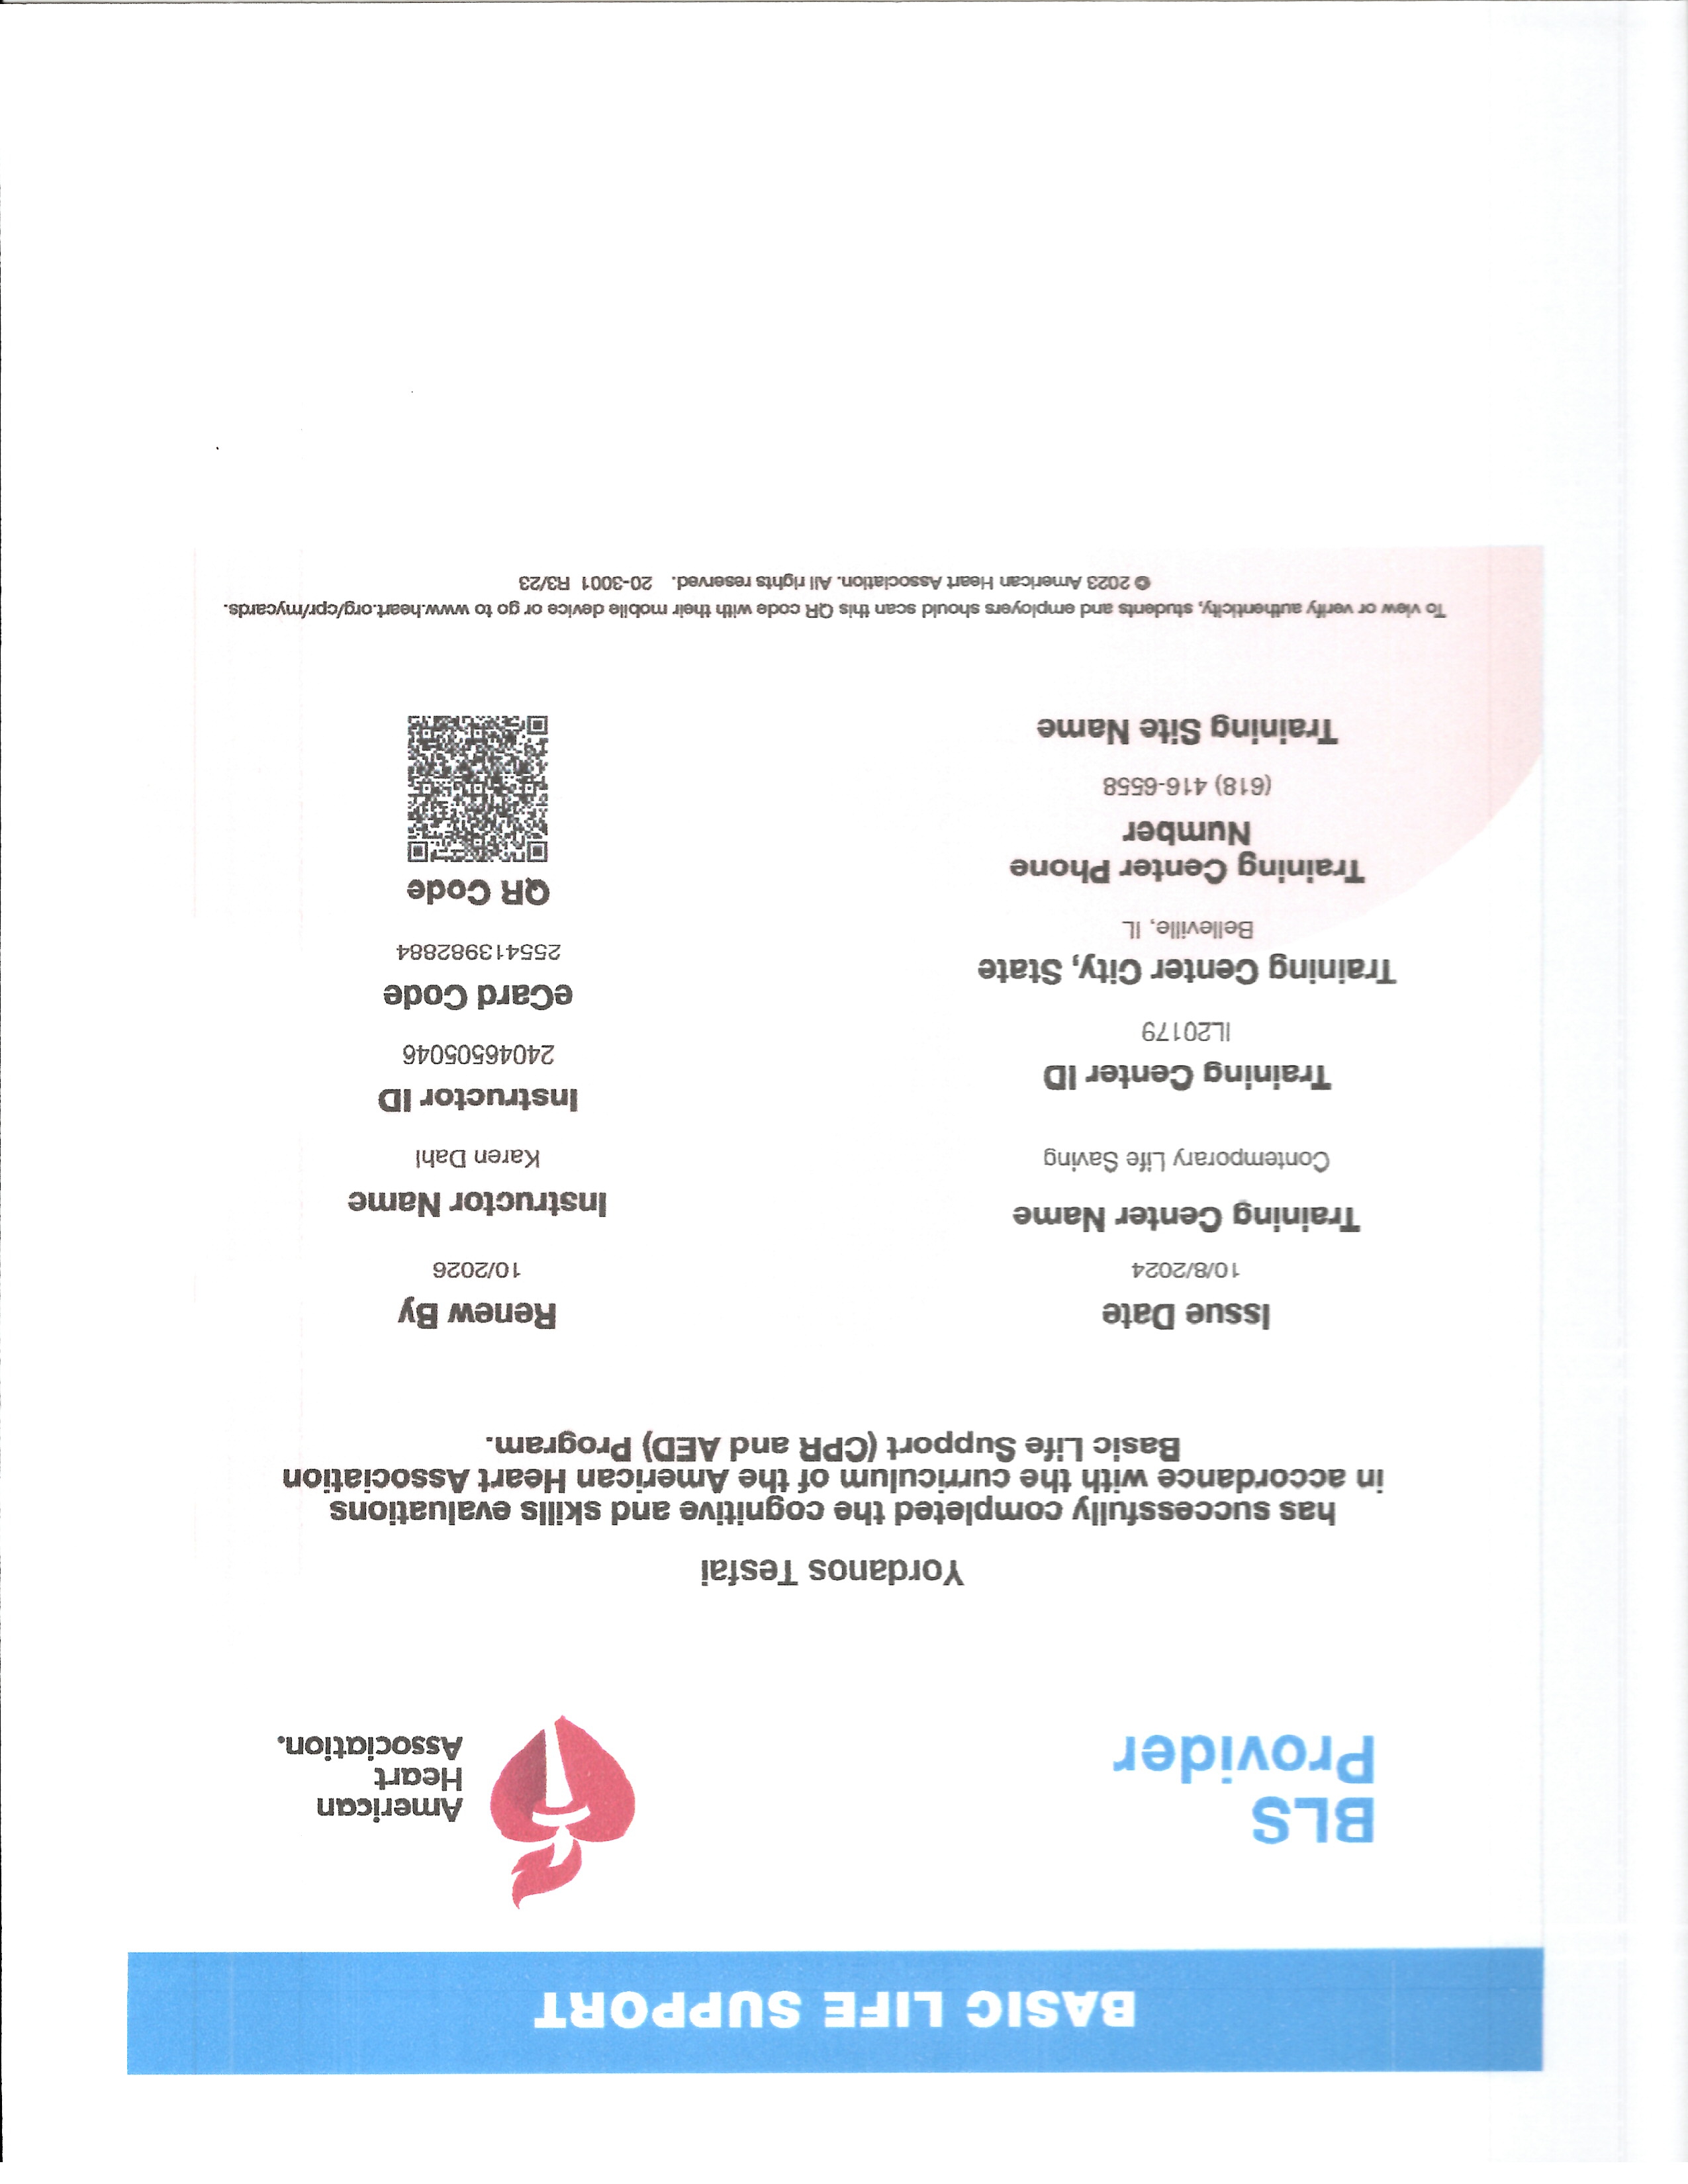 BASIC LIFE SUPPORT
BLS
Provider
American
Heart
Association.
Yordanos Tesfai
has successfully completed the cognitive and skills evaluations
in accordance with the curriculum of the American Heart Association
Basic Life Support (CPR and AED) Program.
Issue Date
10/8/2024
Training Center Name
Contemporary Life Saving
Training Center ID
IL20179
Training Center City, State
Belleville, IL
Training Center Phone
Number
(618) 416-6558
Training Site Name
Renew By
10/2026
Instructor Name
Karen Dahl
Instructor ID
24046505046
eCard Code
255413982884
QR Code
To view or verify authenticity, students and employers should scan this QR code with their mobile device or go to www.heart.org/cpr/mycards.
© 2023 American Heart Association. All rights reserved. 20-3001 R3/23